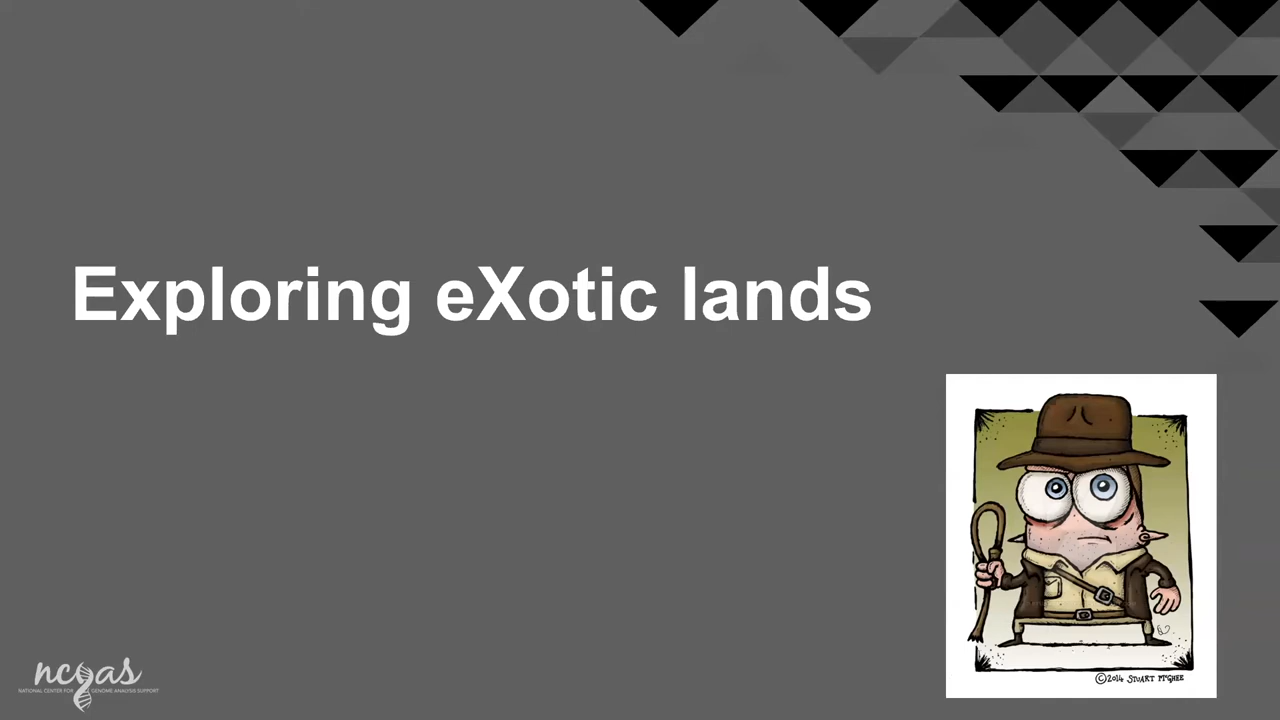 Exploring eXotic lands
©2014 STUART McGHEE
ncgas
NATIONAL CENTER FOR GENOME ANALYSIS SUPPORT